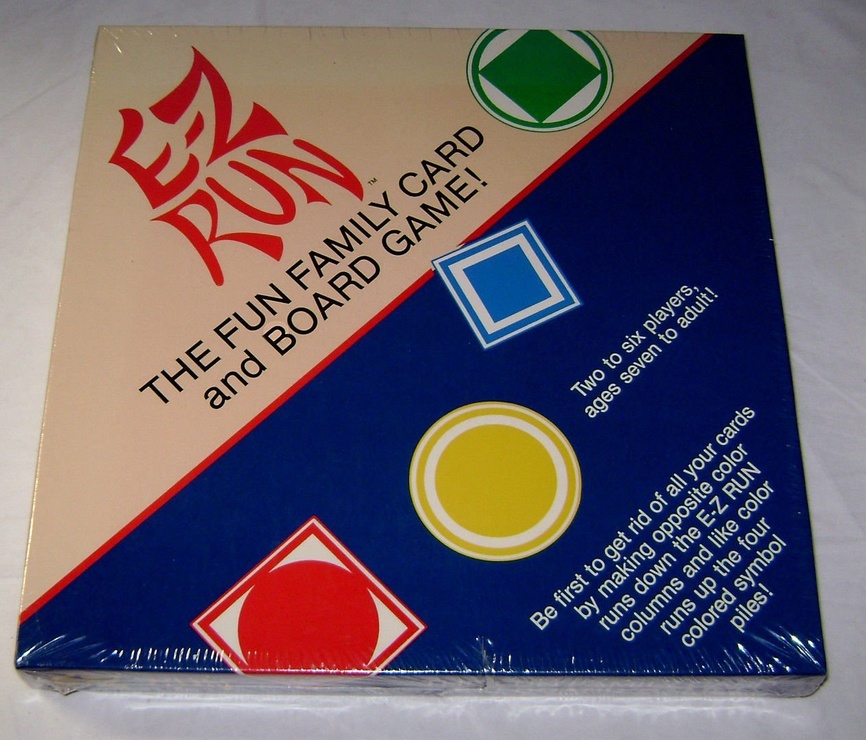 E-Z
RUN™
THE FUN FAMILY CARD
and BOARD GAME!
Two to six players,
ages seven to adult!
Be first to get rid of all your cards
by making opposite color
runs down the E-Z RUN
columns and like color
runs up the four
colored symbol
piles!